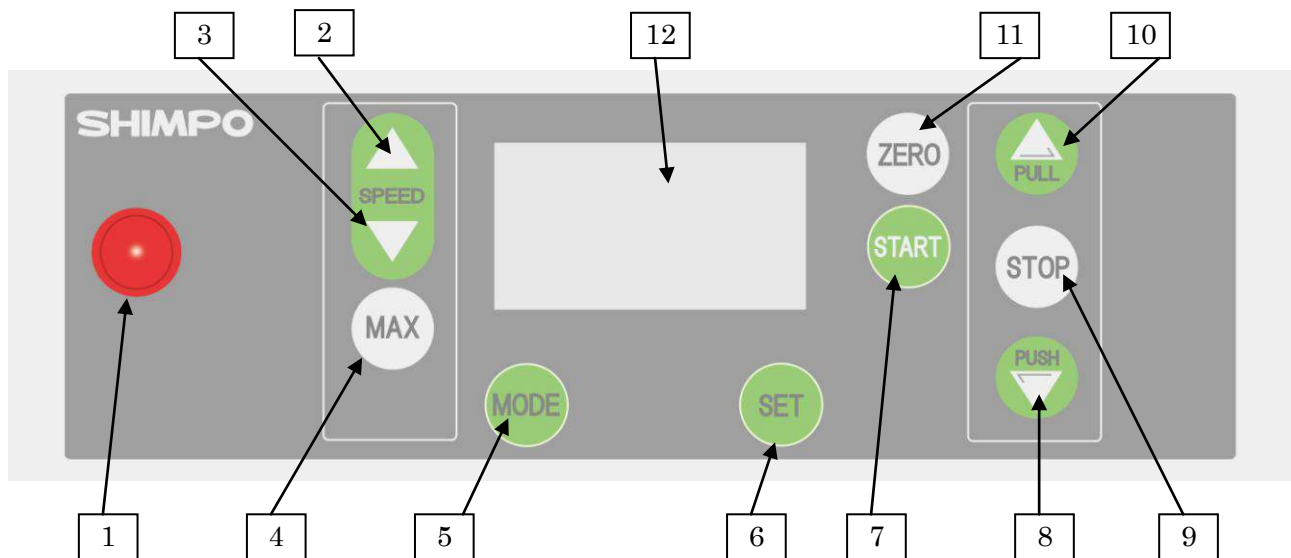 3
2
12
11
10
SHIMPO
SPEED
MAX
MODE
SET
ZERO
START
PULL
STOP
PUSH
1
4
5
6
7
8
9